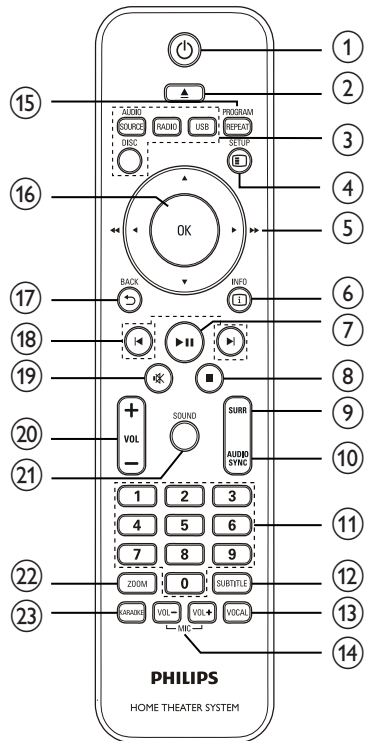 1
2
15
AUDIO
PROGRAM
SOURCE
RADIO
USB
REPEAT
3
DISC
SETUP
4
16
OK
5
BACK
INFO
17
6
7
18
19
8
SURR
9
+
VOL
−
20
SOUND
21
AUDIO
SYNC
10
1 2 3
4 5 6
7 8 9
11
22
ZOOM
0
SUBTITLE
12
23
KARAOKE
VOL−
VOL+
VOCAL
13
MIC
14
PHILIPS
HOME THEATER SYSTEM